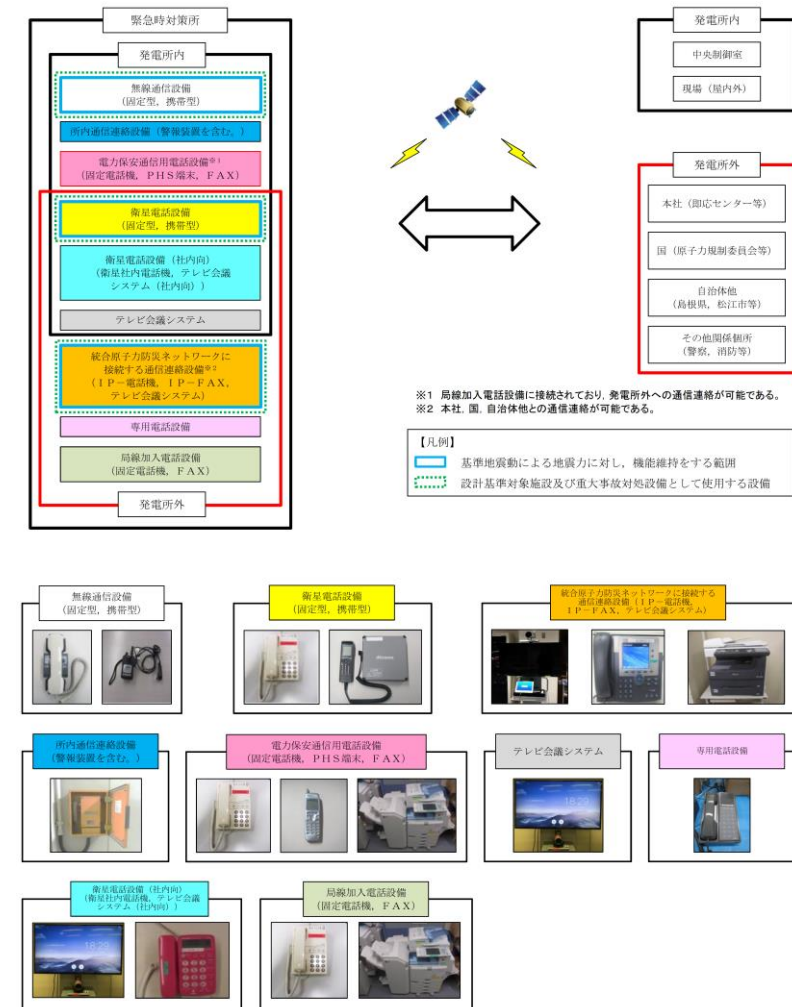 緊急時対策所
発電所内
無線通信設備
(固定型,携帯型)
所内通信連絡設備(警報装置を含む。)
電力保安通信用電話設備※1
(固定電話機,PHS端末,FAX)
衛星電話設備
(固定型,携帯型)
衛星電話設備(社内向)
(衛星社内電話機,テレビ会議
システム(社内向))
テレビ会議システム
統合原子力防災ネットワークに
接続する通信連絡設備※2
(IP-電話機,IP-FAX,
テレビ会議システム)
専用電話設備
局線加入電話設備
(固定電話機,FAX)
発電所外
発電所内
中央制御室
現場(屋内外)
発電所外
本社(即応センター等)
国(原子力規制委員会等)
自治体他
(島根県,松江市等)
その他関係個所
(警察,消防等)
※1 局線加入電話設備に接続されており,発電所外への通信連絡が可能である。
※2 本社,国,自治体他との通信連絡が可能である。
【凡例】
基準地震動による地震力に対し,機能維持をする範囲
設計基準対象施設及び重大事故対処設備として使用する設備
無線通信設備
(固定型,携帯型)
衛星電話設備
(固定型,携帯型)
統合原子力防災ネットワークに接続する
通信連絡設備(IP-電話機,
IP-FAX,テレビ会議システム)
所内通信連絡設備
(警報装置を含む。)
電力保安通信用電話設備
(固定電話機,PHS端末,FAX)
テレビ会議システム
18:29
専用電話設備
衛星電話設備(社内向)
(衛星社内電話機,テレビ会議
システム(社内向))
18:29
局線加入電話設備
(固定電話機,FAX)